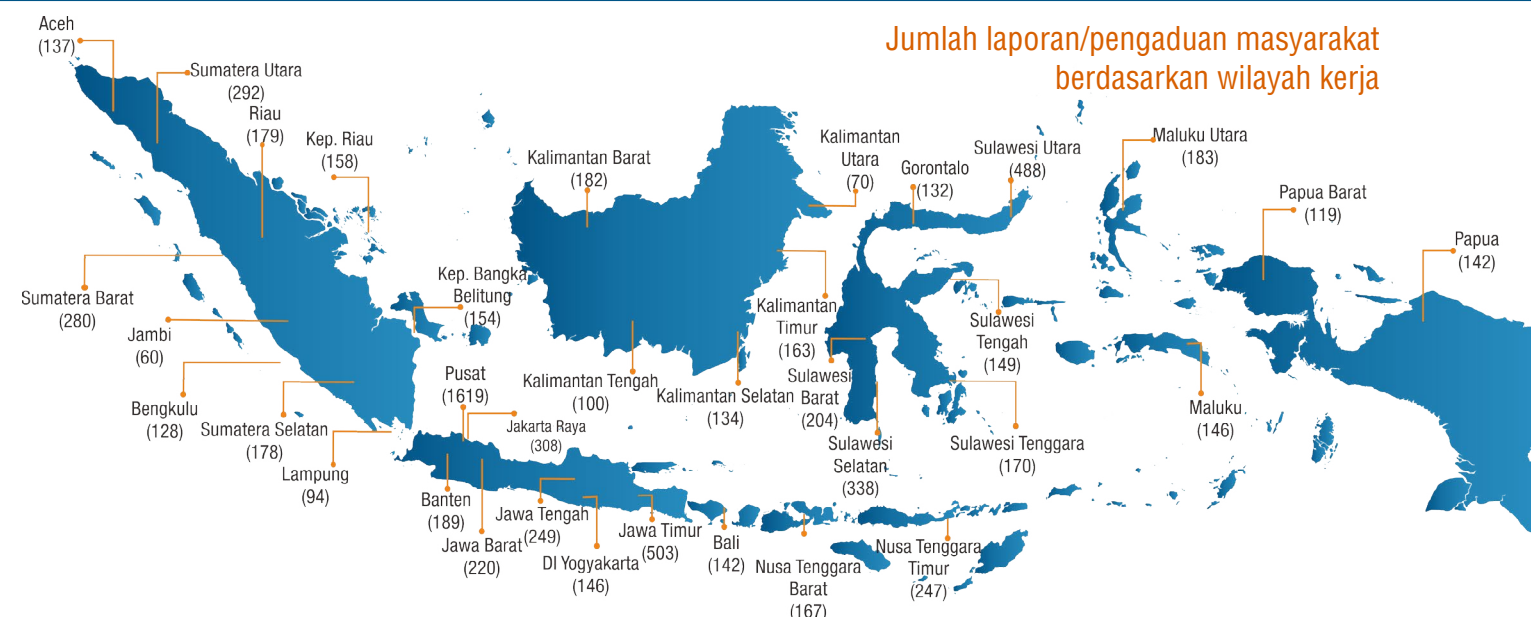 Jumlah laporan/pengaduan masyarakat
berdasarkan wilayah kerja
Aceh
(137)
Sumatera Utara
(292)
Riau
(179)
Kep. Riau
(158)
Sumatera Barat
(280)
Jambi
(60)
Bengkulu
(128)
Sumatera Selatan
(178)
Lampung
(94)
Kep. Bangka
Belitung
(154)
Pusat
(1619)
Jakarta Raya
(308)
Banten
(189)
Jawa Barat
(220)
Jawa Tengah
(249)
DI Yogyakarta
(146)
Jawa Timur
(503)
Bali
(142)
Nusa Tenggara
Barat
(167)
Nusa Tenggara
Timur
(247)
Kalimantan Barat
(182)
Kalimantan Tengah
(100)
Kalimantan Selatan
(134)
Kalimantan
Timur
(163)
Kalimantan
Utara
(70)
Gorontalo
(132)
Sulawesi Utara
(488)
Sulawesi
Barat
(204)
Sulawesi
Selatan
(338)
Sulawesi
Tengah
(149)
Sulawesi Tenggara
(170)
Maluku Utara
(183)
Maluku
(146)
Papua Barat
(119)
Papua
(142)